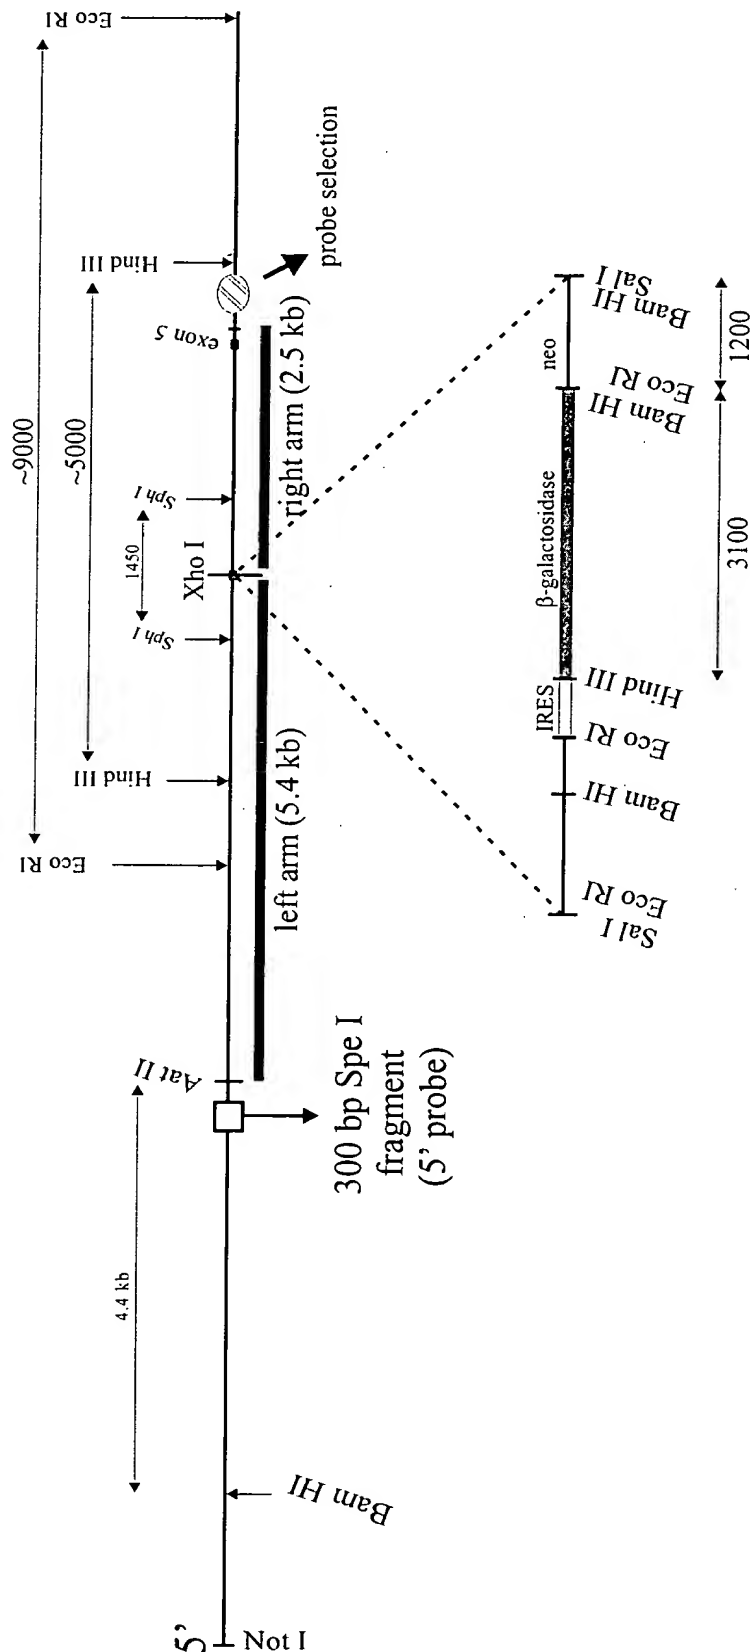 ~9000
~5000
1450
4.4 kb
Eco RI
Hind III
exon 5
Sph I
Xho I
Sph I
Hind III
Eco RI
Aat II
Bam HI
5'
Not I
probe selection
right arm (2.5 kb)
left arm (5.4 kb)
300 bp Spe I
fragment
(5' probe)
Sal I
Bam HI
neo
Eco RI
Bam HI
β-galactosidase
Hind III
IRES
Eco RI
Bam HI
Eco RI
Sal I
1200
3100